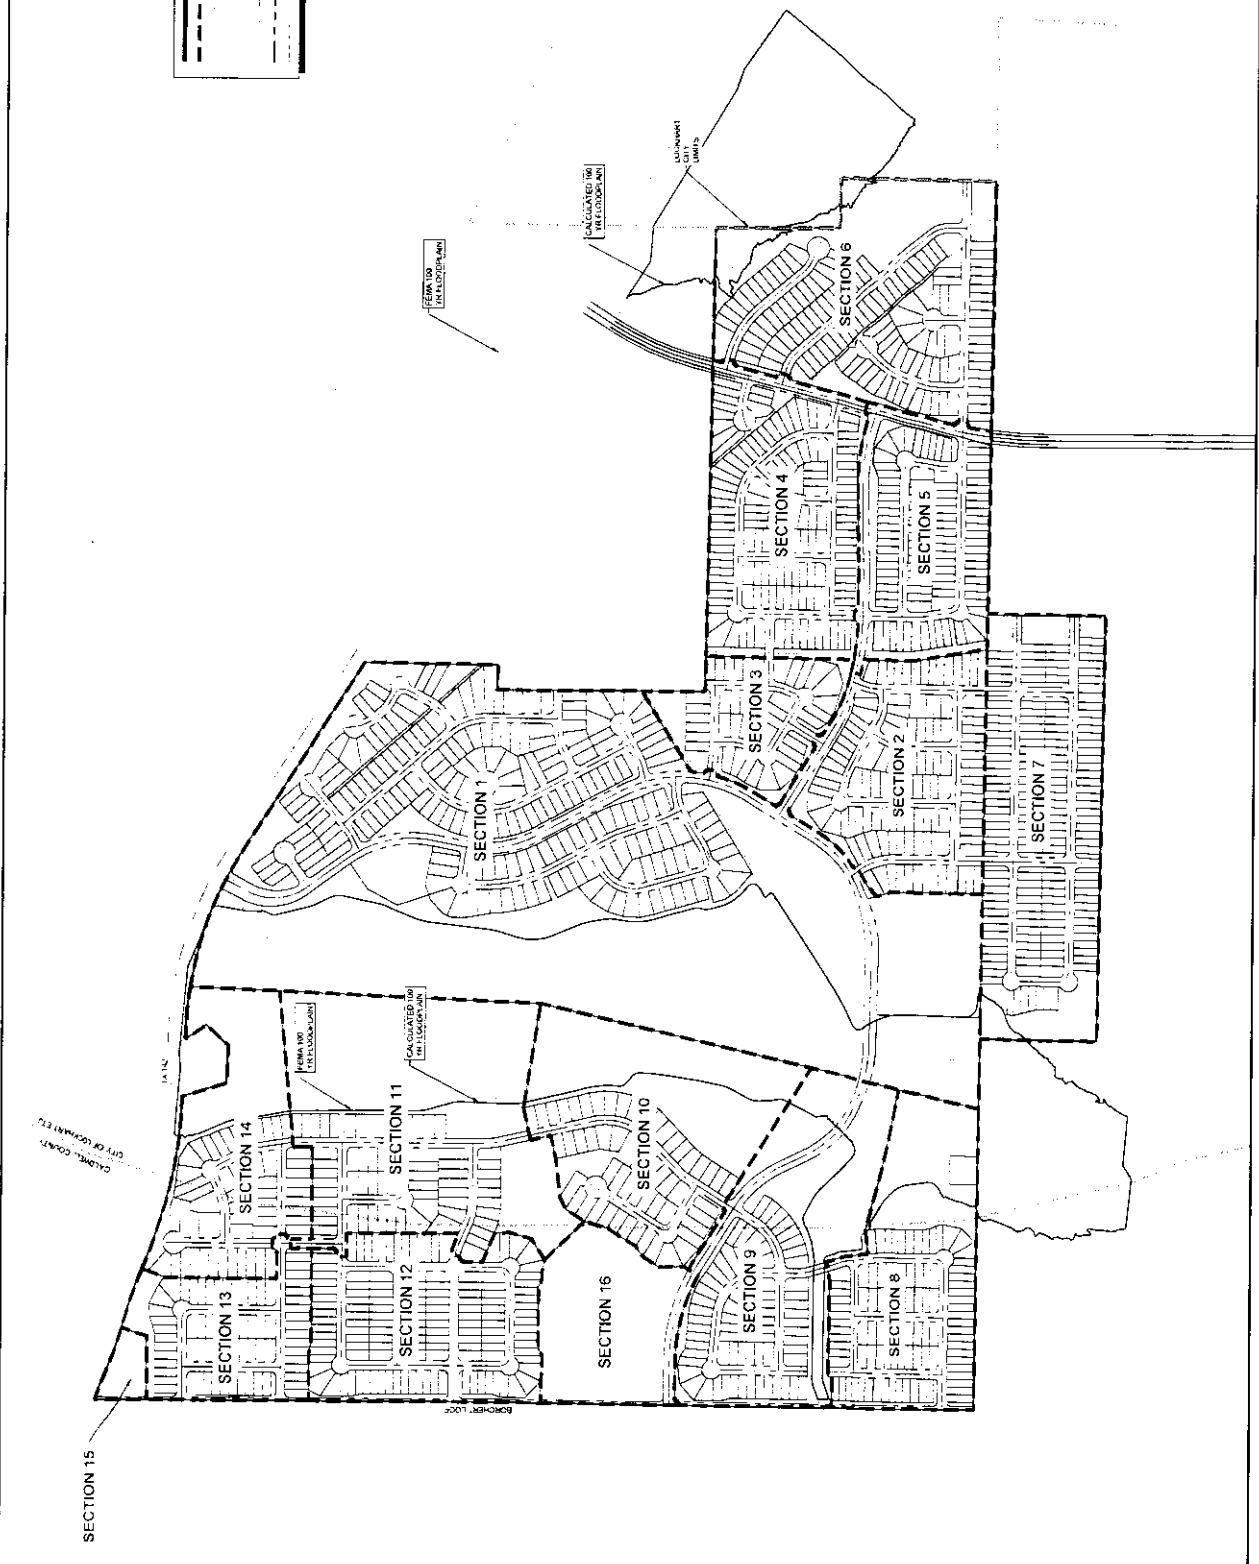 LOCKHART
CITY
LIMITS
CALCULATED 100
YR FLOODPLAIN
FEMA 100
YR FLOODPLAIN
SECTION 6
SECTION 4
SECTION 5
SECTION 3
SECTION 2
SECTION 1
SECTION 7
CALDWELL COUNTY
CITY OF LOCKHART ETJ
FEMA 100
YR FLOODPLAIN
CALCULATED 100
YR FLOODPLAIN
SECTION 14
SECTION 11
SECTION 10
SECTION 13
SECTION 12
SECTION 16
SECTION 9
SECTION 8
BORCHERT LOOP
SECTION 15